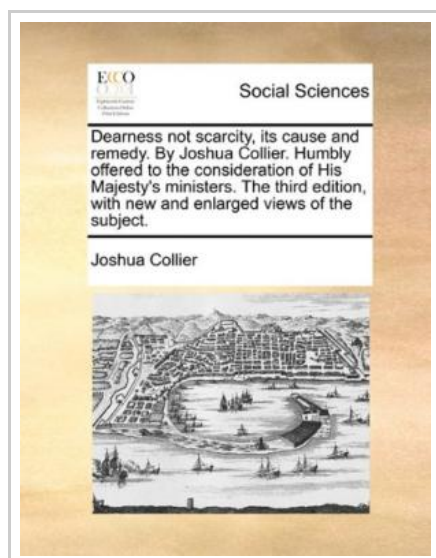 ECCO
Social Sciences
Dearness not scarcity, its cause and
remedy. By Joshua Collier. Humbly
offered to the consideration of His
Majesty's ministers. The third edition,
with new and enlarged views of the
subject.
Joshua Collier